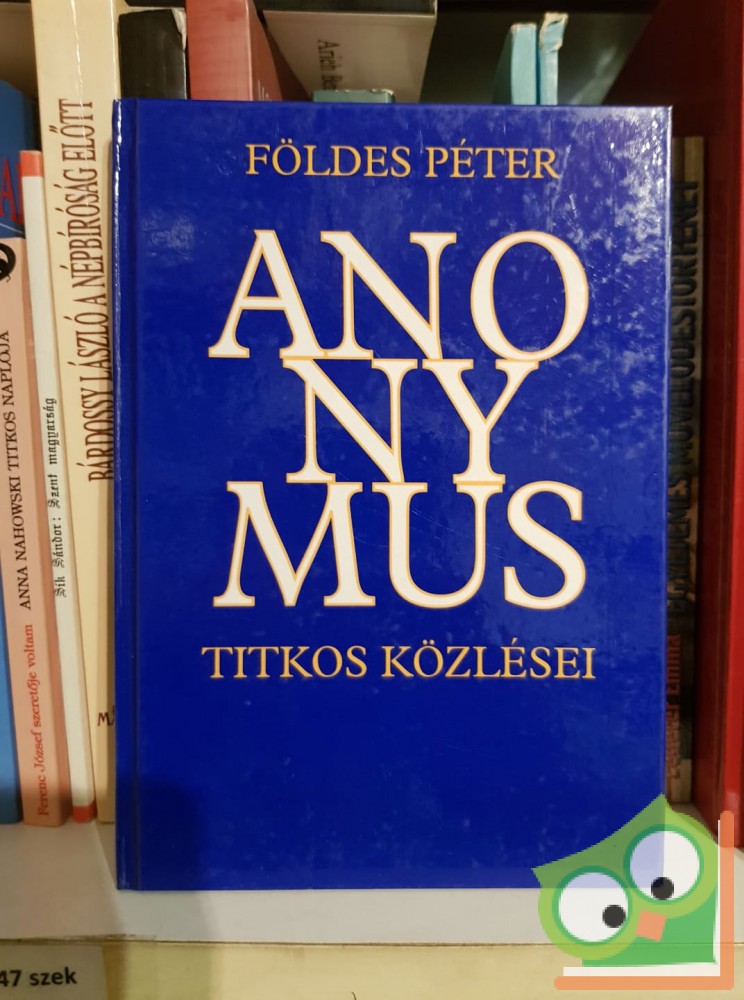 FÖLDES PÉTER
ANO
NY
MUS
TITKOS KÖZLÉSEI
Ferenc József szeretője voltam
ANNA NAHOWSKI TITKOS NAPLÓJA
Sík Sándor: Szent magyarság
BÁRDOSSY LÁSZLÓ A NÉPBÍRÓSÁG ELŐTT
47 szek